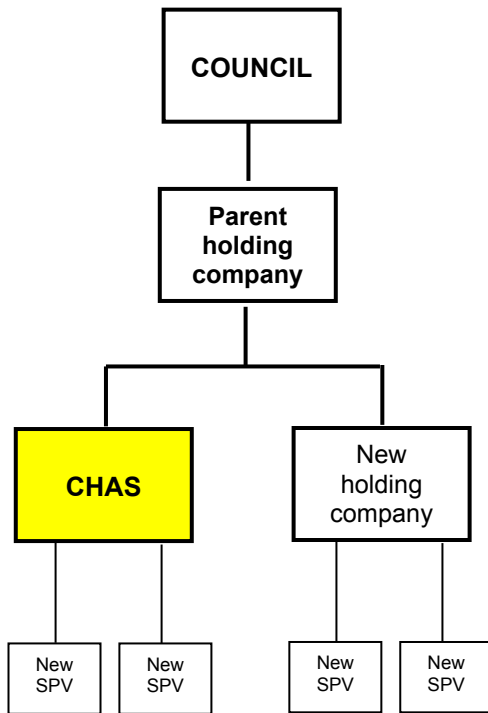 COUNCIL
Parent
holding
company
CHAS
New
holding
company
New
SPV
New
SPV
New
SPV
New
SPV